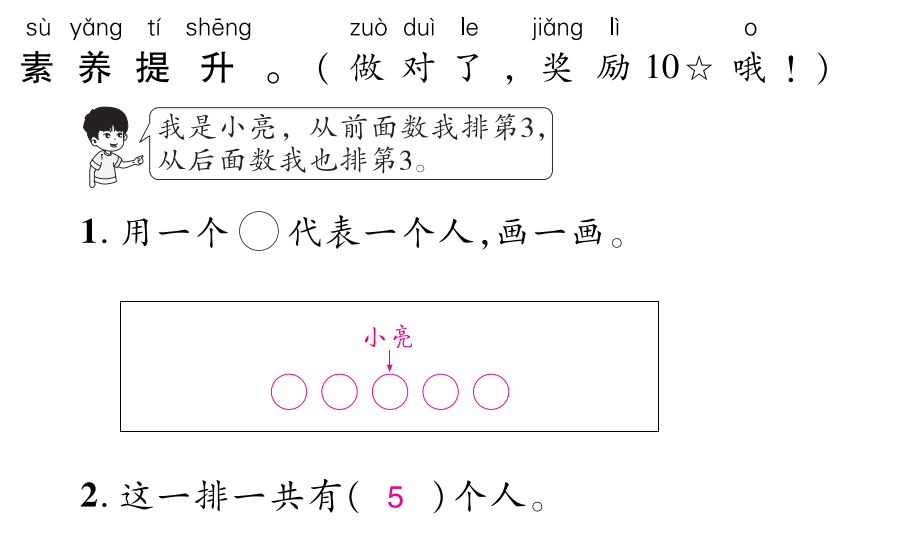 sù yǎng tí shēng zuò duì le jiǎng lì o
素养提升。(做对了,奖励10☆哦!)
我是小亮,从前面数我排第3,
从后面数我也排第3。
1. 用一个○代表一个人,画一画。
小亮
2. 这一排一共有( 5 )个人。